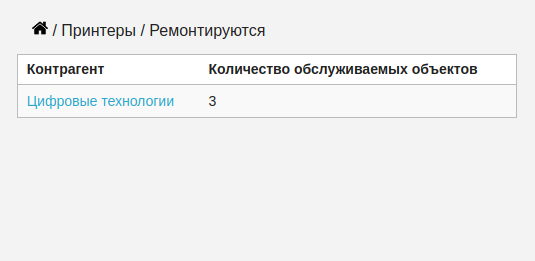 / Принтеры / Ремонтируются
Контрагент Количество обслуживаемых объектов
Цифровые технологии 3